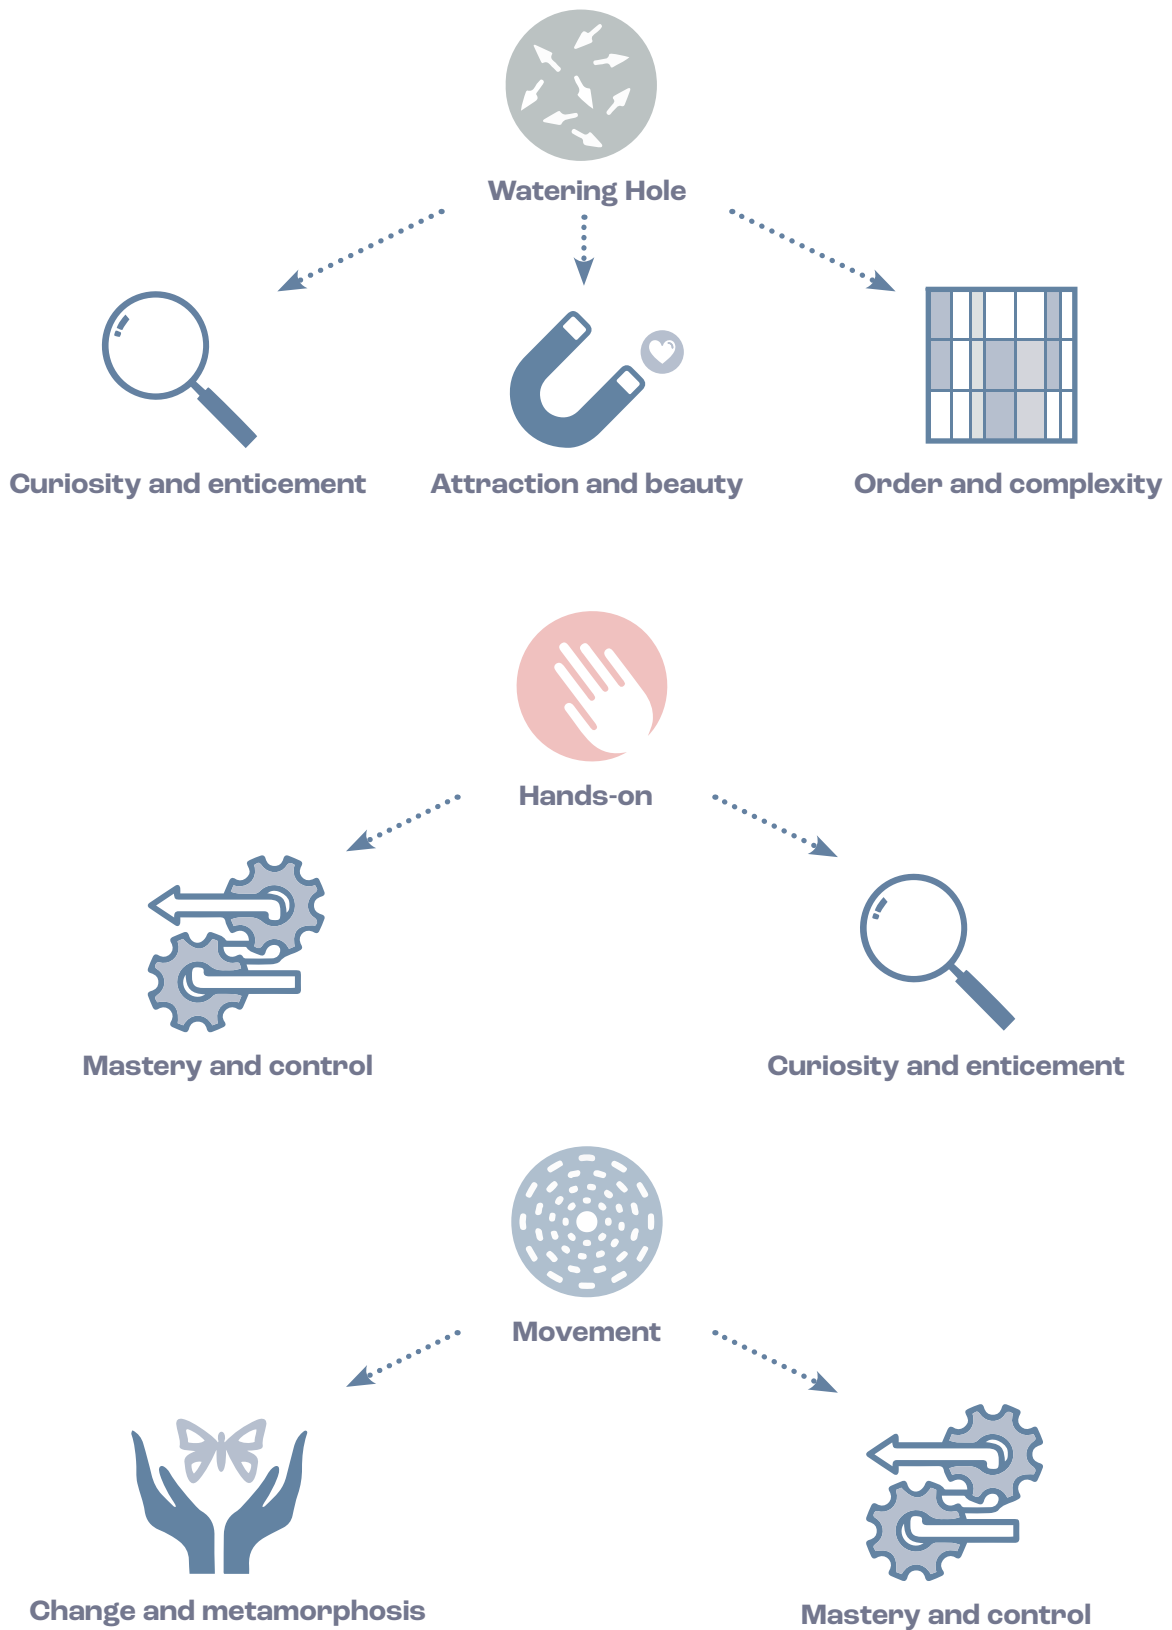 Watering Hole
Curiosity and enticement
Attraction and beauty
Order and complexity
Hands-on
Mastery and control
Curiosity and enticement
Movement
Change and metamorphosis
Mastery and control